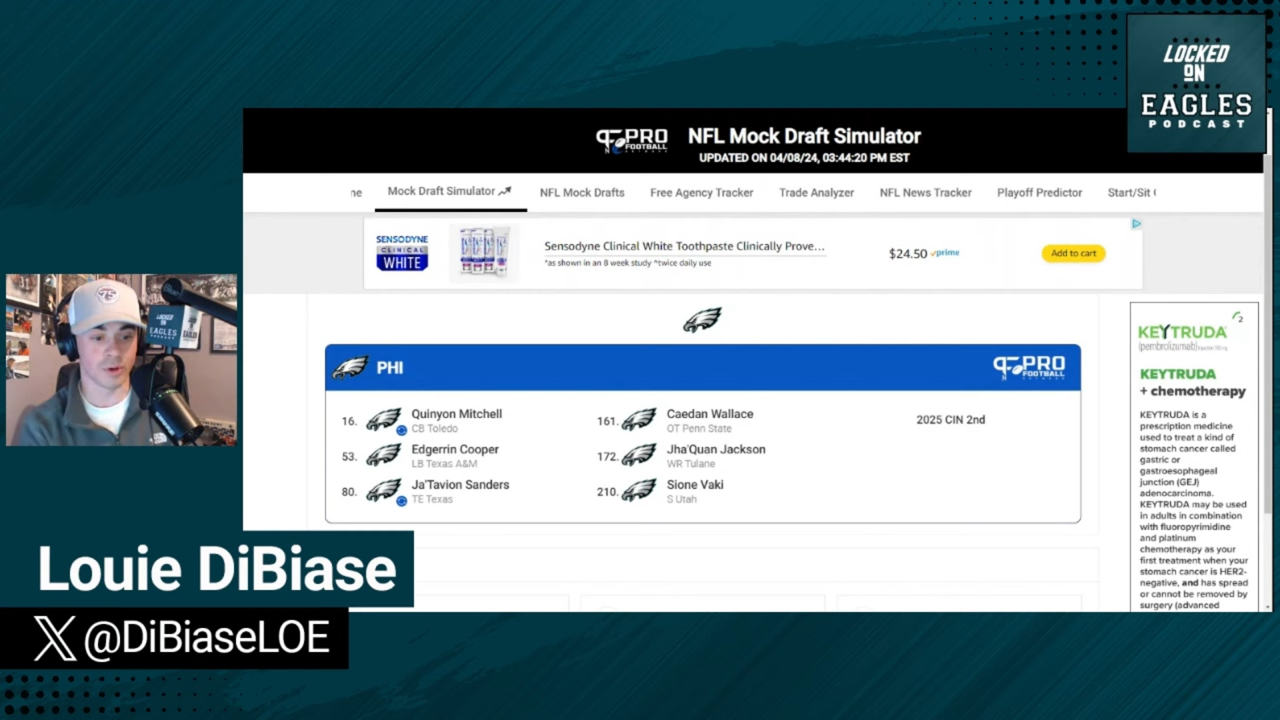 LOCKED
ON
EAGLES
PODCAST
PRO
FOOTBALL
NETWORK
NFL Mock Draft Simulator
UPDATED ON 04/08/24, 03:44:20 PM EST
ne
Mock Draft Simulator
NFL Mock Drafts
Free Agency Tracker
Trade Analyzer
NFL News Tracker
Playoff Predictor
Start/Sit
SENSODYNE
CLINICAL
WHITE
Sensodyne Clinical White Toothpaste Clinically Prove...
*as shown in an 8 week study ^twice daily use
$24.50 prime
Add to cart
PHI
PRO
FOOTBALL
NETWORK
16. Quinyon Mitchell
CB Toledo
53. Edgerrin Cooper
LB Texas A&M
80. Ja'Tavion Sanders
TE Texas
161. Caedan Wallace
OT Penn State
172. Jha'Quan Jackson
WR Tulane
210. Sione Vaki
S Utah
2025 CIN 2nd
KEYTRUDA
(pembrolizumab)
KEYTRUDA
+ chemotherapy
KEYTRUDA is a
prescription medicine
used to treat a kind of
stomach cancer called
gastric or
gastroesophageal
junction (GEJ)
adenocarcinoma.
KEYTRUDA may be used
in adults in combination
with fluoropyrimidine
and platinum
chemotherapy as your
first treatment when your
stomach cancer is HER2-
negative, and has spread
or cannot be removed by
surgery (advanced
LOCKED
ON
EAGLES
Louie DiBiase
X @DiBiaseLOE